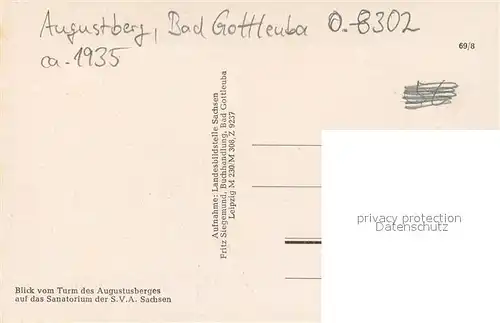 Augustberg, Bad Gottleuba O-8302
ca. 1935
69/8
Aufnahme: Landesbildstelle Sachsen
Fritz Siegemund, Buchhandlung, Bad Gottleuba
Leipzig M 230/M 308, Z 9237
privacy protection
AnsichtskartenPool
Blick vom Turm des Augustusberges
auf das Sanatorium der S.V.A. Sachsen